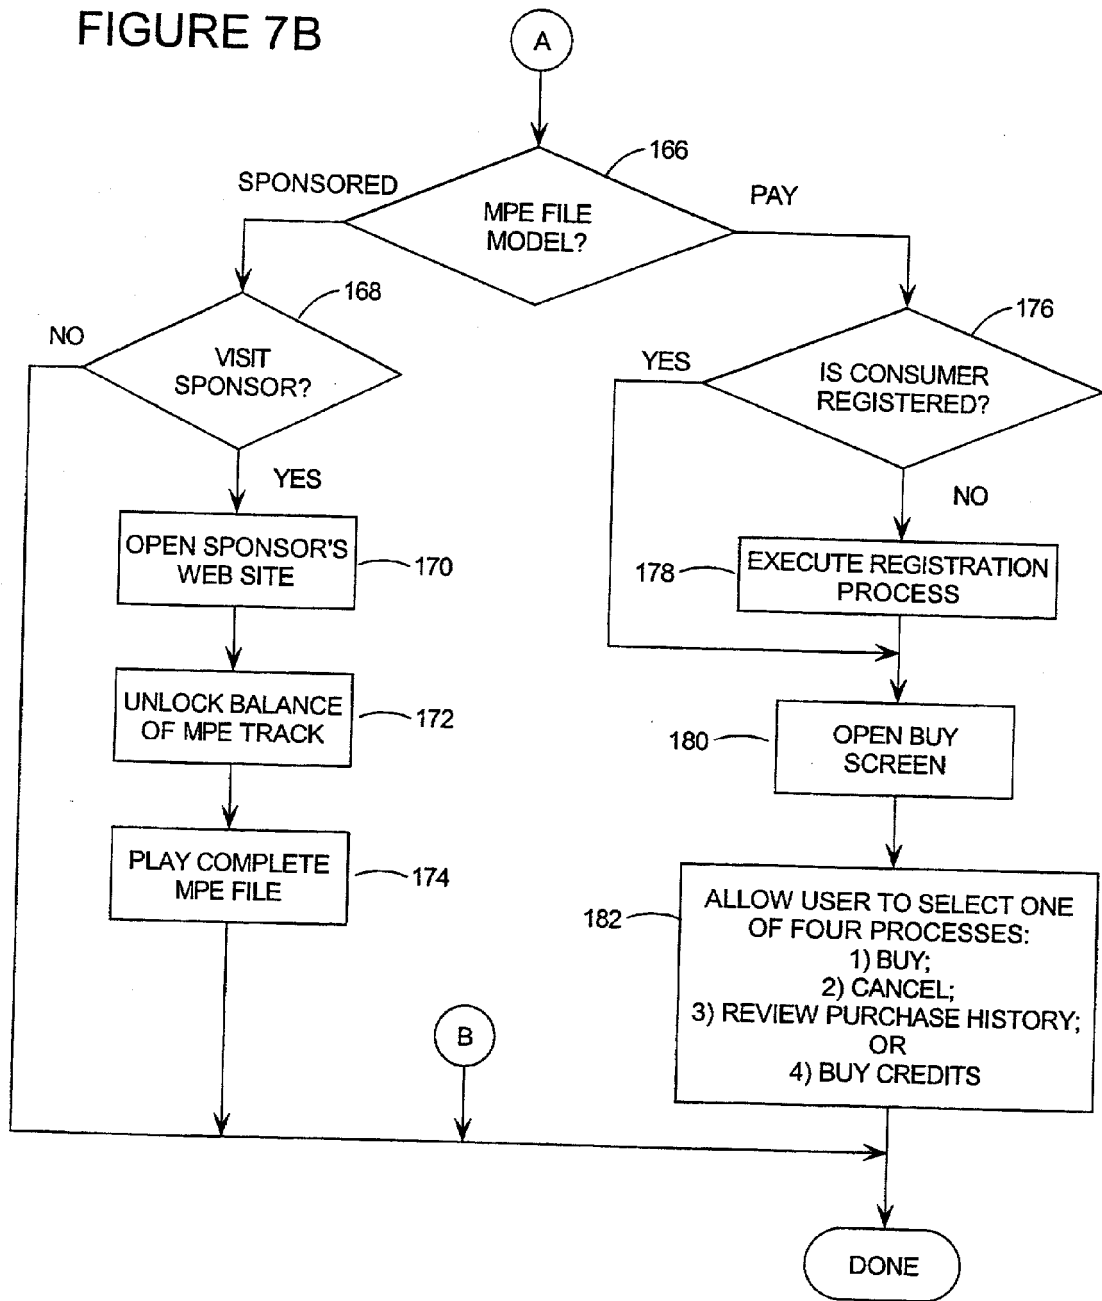 FIGURE 7B
A
166
SPONSORED
PAY
MPE FILE
MODEL?
168
176
NO
VISIT
SPONSOR?
YES
IS CONSUMER
REGISTERED?
YES
NO
OPEN SPONSOR'S
WEB SITE
170
178
EXECUTE REGISTRATION
PROCESS
UNLOCK BALANCE
OF MPE TRACK
172
180
OPEN BUY
SCREEN
PLAY COMPLETE
MPE FILE
174
182
ALLOW USER TO SELECT ONE
OF FOUR PROCESSES:
1) BUY;
2) CANCEL;
3) REVIEW PURCHASE HISTORY;
OR
4) BUY CREDITS
B
DONE